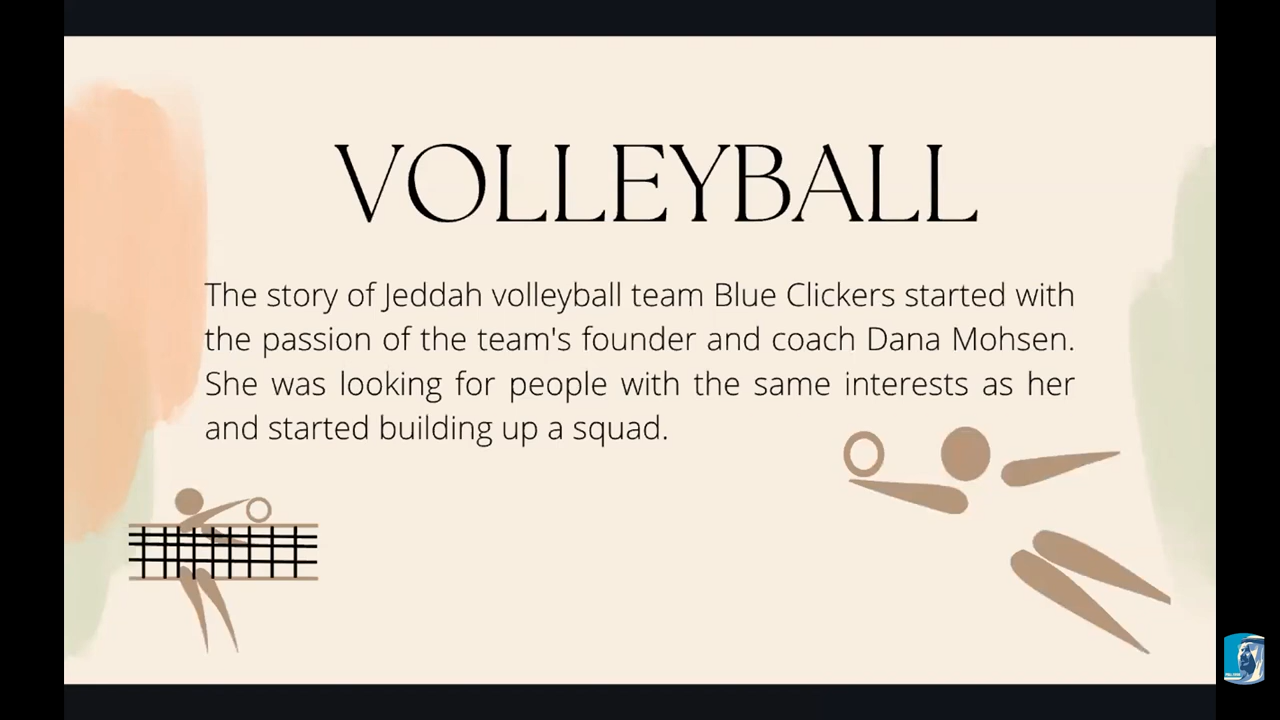 VOLLEYBALL
The story of Jeddah volleyball team Blue Clickers started with
the passion of the team's founder and coach Dana Mohsen.
She was looking for people with the same interests as her
and started building up a squad.